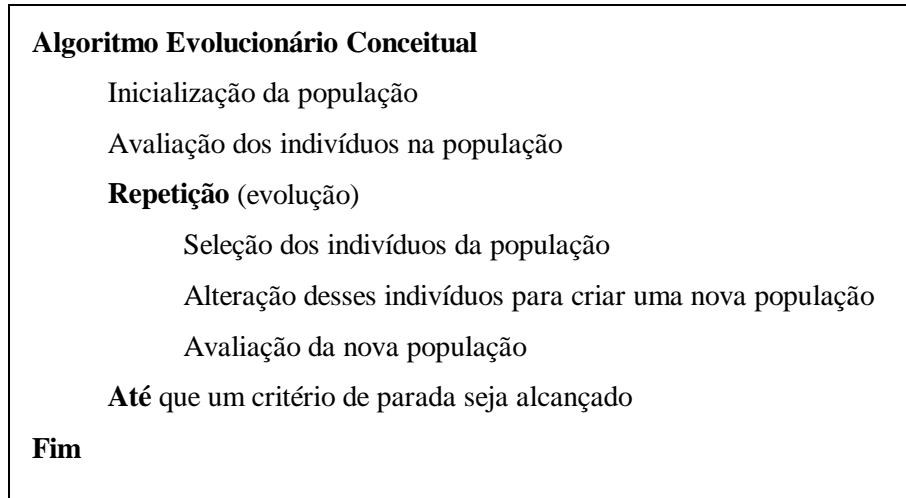 Algoritmo Evolucionário Conceitual
Inicialização da população
Avaliação dos indivíduos na população
Repetição (evolução)
Seleção dos indivíduos da população
Alteração desses indivíduos para criar uma nova população
Avaliação da nova população
Até que um critério de parada seja alcançado
Fim